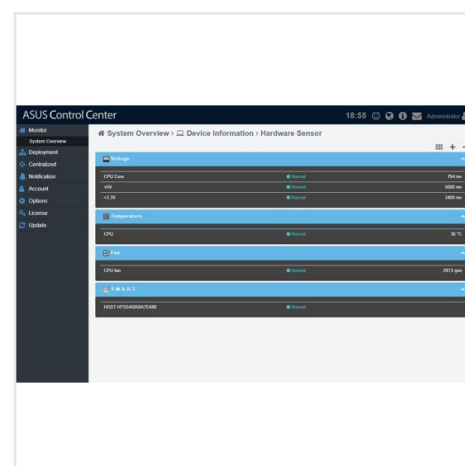 ASUS Control Center
18:55
Administrator
Monitor
System Overview
Deployment
Centralized
Notification
Account
Options
License
Update
System Overview > Device Information > Hardware Sensor
Voltage
CPU Core Normal 704 mv
+5V Normal 5000 mv
+3.3V Normal 3400 mv
Temperature
CPU Normal 36 °C
Fan
CPU fan Normal 2973 rpm
S.M.A.R.T.
HGST Normal